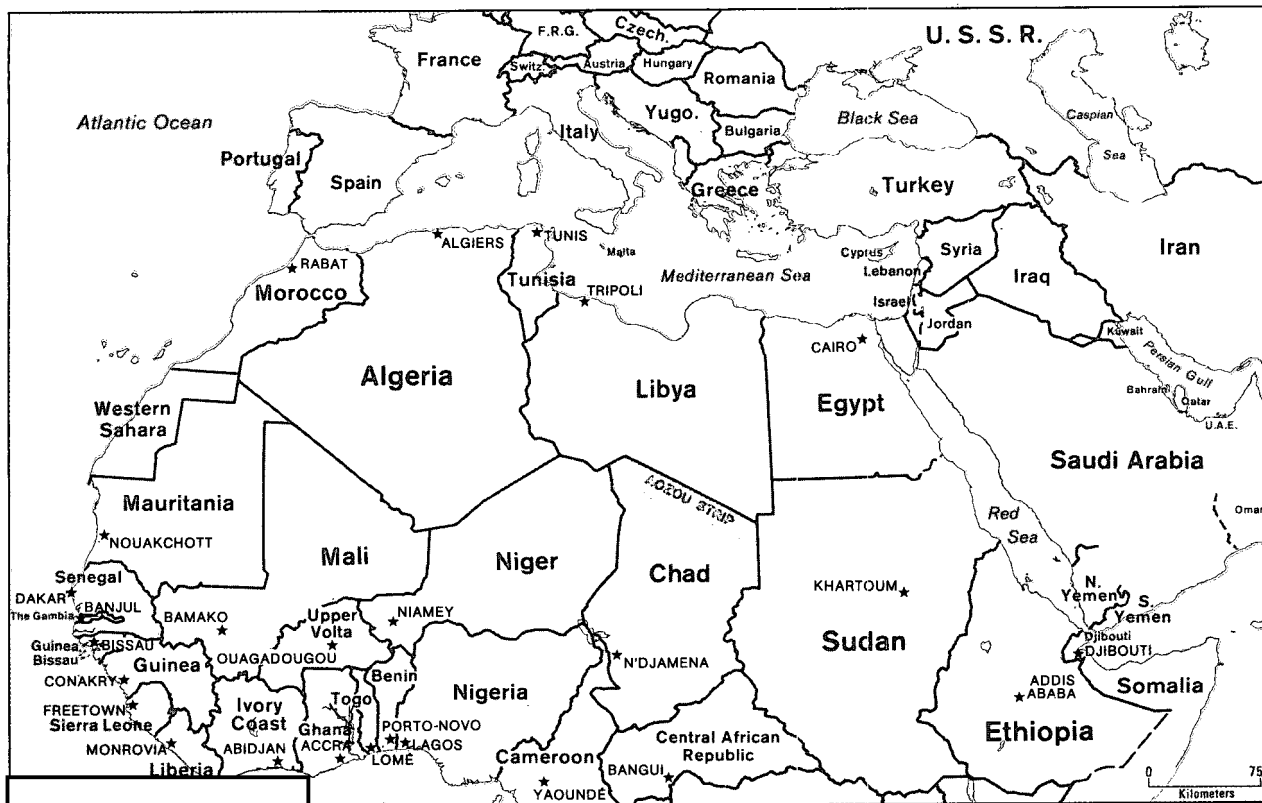 U. S. S. R.
F.R.G.
Czech.
France
Switz.
Austria
Hungary
Romania
Atlantic Ocean
Italy
Yugo.
Bulgaria
Black Sea
Caspian
Sea
Portugal
Spain
Greece
Turkey
ALGIERS
TUNIS
Malta
Cyprus
Syria
Iran
RABAT
Morocco
Tunisia
TRIPOLI
Mediterranean Sea
Lebanon
Iraq
Israel
Jordan
Kuwait
CAIRO
Persian Gulf
Algeria
Libya
Egypt
Bahrain
Qatar
U.A.E.
Western
Sahara
Saudi Arabia
AOZOU STRIP
Mauritania
Red
Sea
Oman
NOUAKCHOTT
Mali
Niger
Chad
KHARTOUM
Senegal
DAKAR
BANJUL
The Gambia
BAMAKO
Upper
Volta
NIAMEY
N.
Yemen
S.
Yemen
Guinea
Bissau
BISSAU
OUAGADOUGOU
Sudan
Djibouti
DJIBOUTI
Guinea
Benin
N'DJAMENA
CONAKRY
Nigeria
ADDIS
ABABA
Somalia
FREETOWN
Sierra Leone
Ivory
Coast
Togo
Ghana
ACCRA
PORTO-NOVO
LAGOS
LOMÉ
Ethiopia
MONROVIA
Liberia
ABIDJAN
Cameroon
YAOUNDÉ
Central African
Republic
BANGUI
0 75
Kilometers